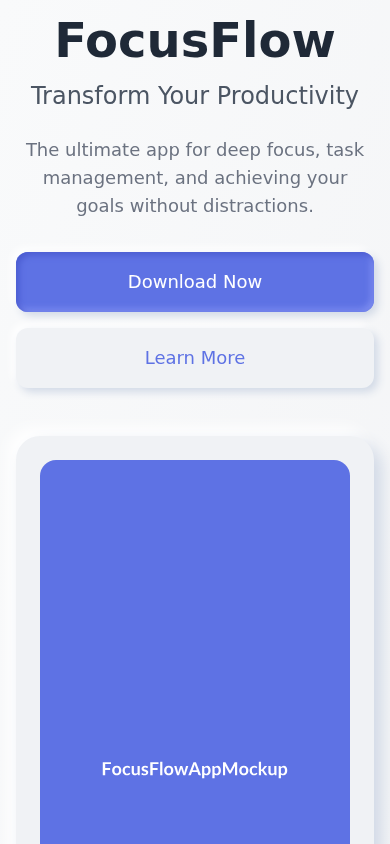 FocusFlow
Transform Your Productivity
The ultimate app for deep focus, task
management, and achieving your
goals without distractions.
Download Now
Learn More
FocusFlowAppMockup